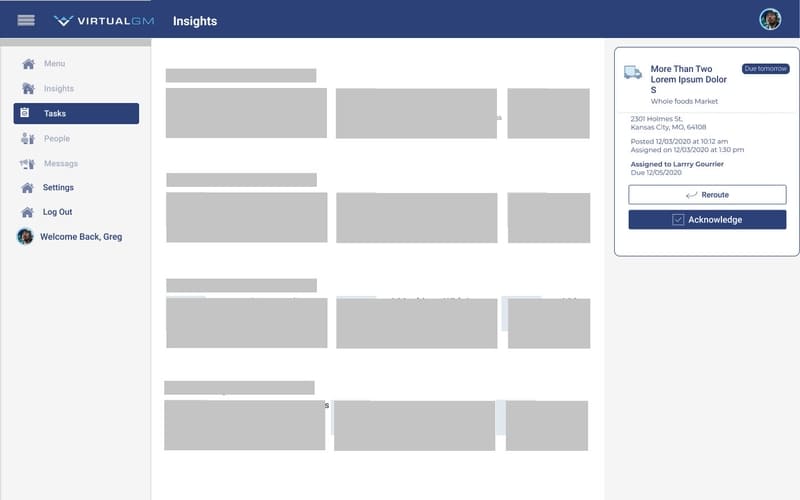 VIRTUALGM
Insights
Menu
Insights
Tasks
People
Messags
Settings
Log Out
Welcome Back, Greg
s
More Than Two
Lorem Ipsum Dolor
S
Due tomorrow
Whole foods Market
2301 Holmes St,
Kansas City, MO, 64108
Posted 12/03/2020 at 10:12 am
Assigned on 12/03/2020 at 1:30 pm
Assigned to Larrry Gourrier
Due 12/05/2020
Reroute
Acknowledge